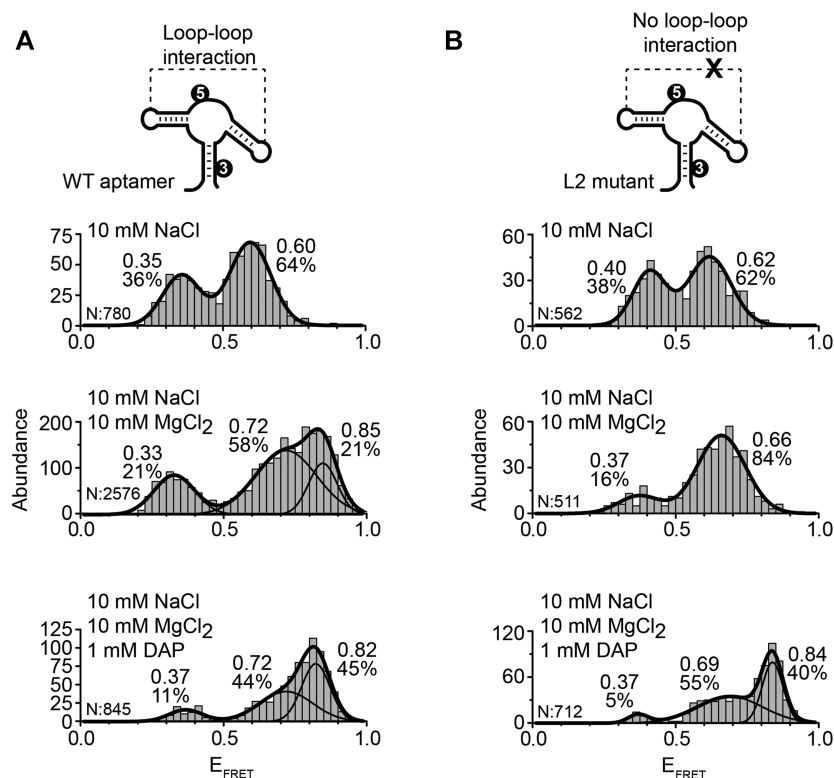 A
Loop-loop
interaction
5
3
WT aptamer
10 mM NaCl
75
50
25
0
0.35
36%
0.60
64%
N:780
0.0
0.5
1.0
10 mM NaCl
10 mM MgCl2
200
100
0
0.33
21%
0.72
58%
0.85
21%
N:2576
Abundance
0.0
0.5
1.0
10 mM NaCl
10 mM MgCl2
1 mM DAP
125
100
75
50
25
0
0.37
11%
0.72
44%
0.82
45%
N:845
0.0
0.5
1.0
EFRET
B
No loop-loop
interaction
X
5
3
L2 mutant
10 mM NaCl
60
30
0
0.40
38%
0.62
62%
N:562
0.0
0.5
1.0
10 mM NaCl
10 mM MgCl2
60
30
0
0.37
16%
0.66
84%
N:511
Abundance
0.0
0.5
1.0
10 mM NaCl
10 mM MgCl2
1 mM DAP
120
60
0
0.37
5%
0.69
55%
0.84
40%
N:712
0.0
0.5
1.0
EFRET